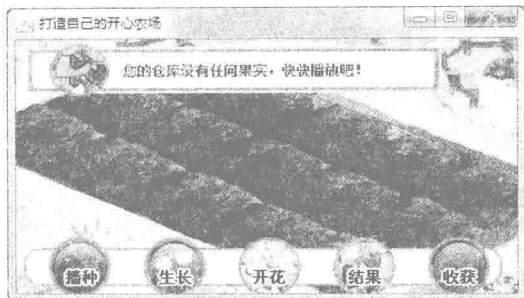 打造自己的开心农场
您的仓库没有任何果实，快快播放吧！
播种
生长
开花
结果
收获